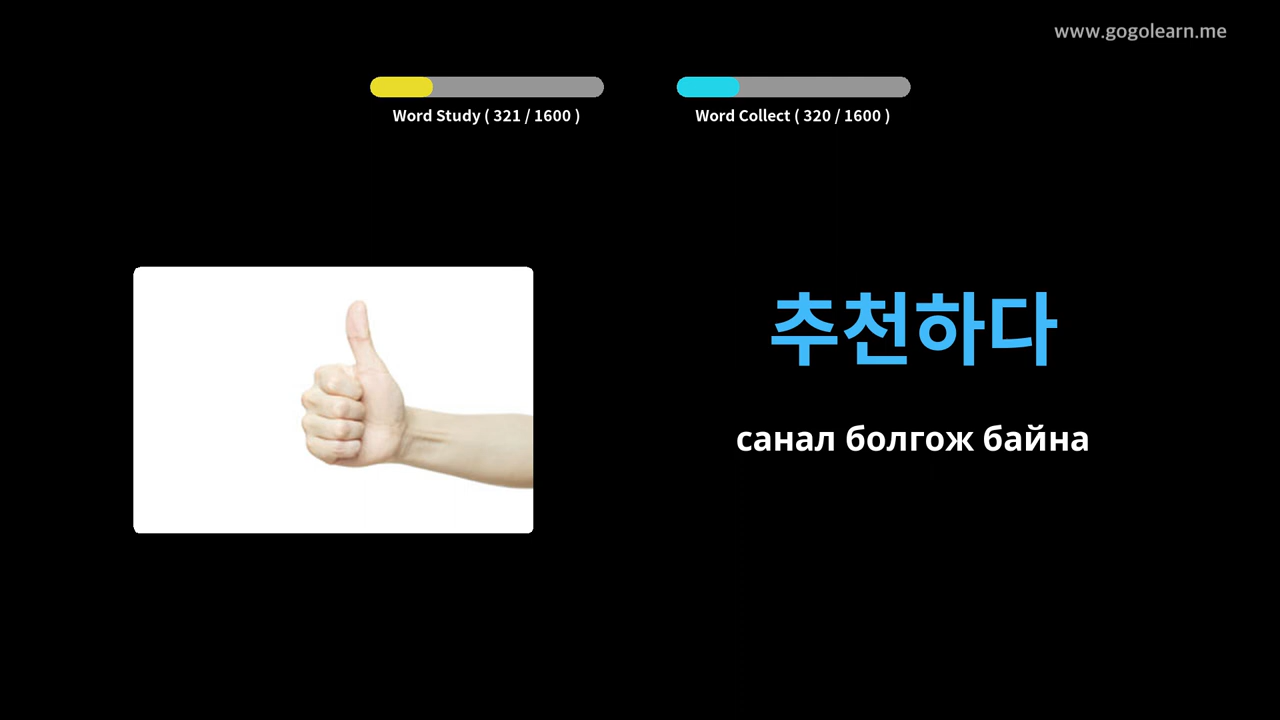 www.gogolearn.me
Word Study ( 321 / 1600 )
Word Collect ( 320 / 1600 )
추천하다
санал болгож байна